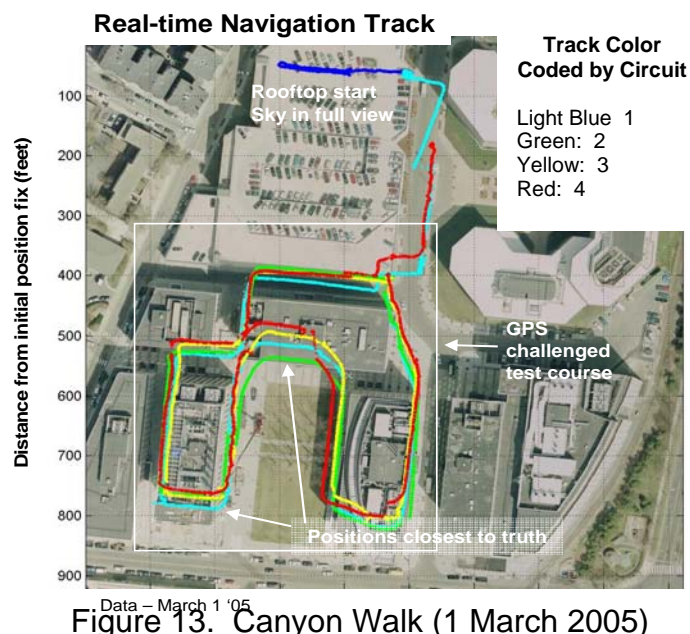 Real-time Navigation Track
Track Color
Coded by Circuit
Light Blue 1
Green: 2
Yellow: 3
Red: 4
Rooftop start
Sky in full view
Distance from initial position fix (feet)
100
200
300
400
500
600
700
800
900
GPS
challenged
test course
Positions closest to truth
Data – March 1 '05
Figure 13. Canyon Walk (1 March 2005)